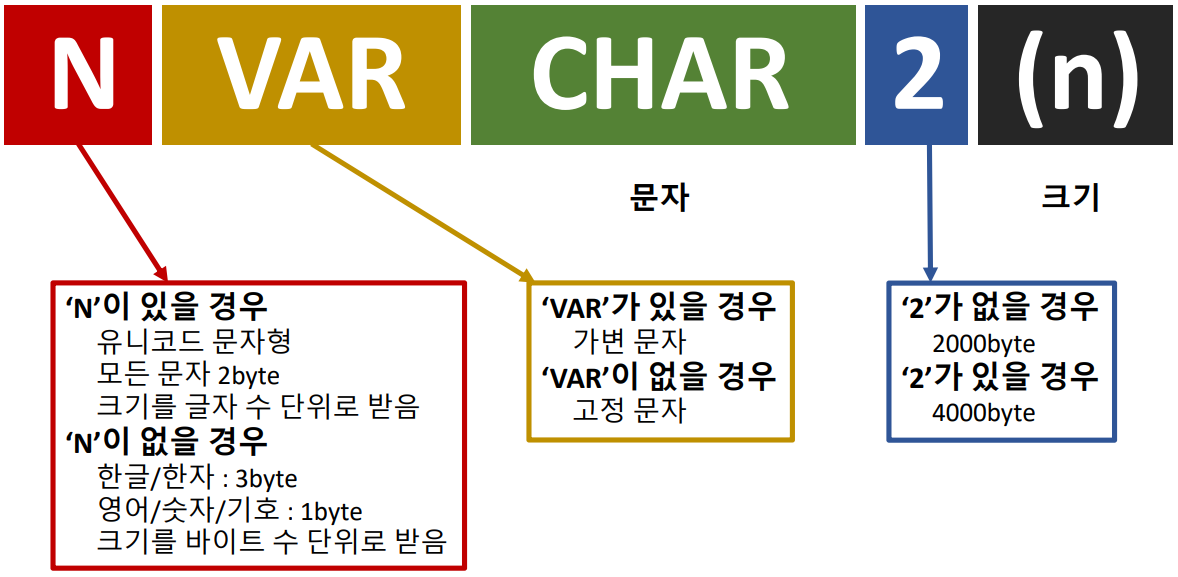 N VAR CHAR 2 (n)
문자
크기
‘N’이 있을 경우
유니코드 문자형
모든 문자 2byte
크기를 글자 수 단위로 받음
‘N’이 없을 경우
한글/한자 : 3byte
영어/숫자/기호 : 1byte
크기를 바이트 수 단위로 받음
‘VAR’가 있을 경우
가변 문자
‘VAR’이 없을 경우
고정 문자
‘2’가 없을 경우
2000byte
‘2’가 있을 경우
4000byte